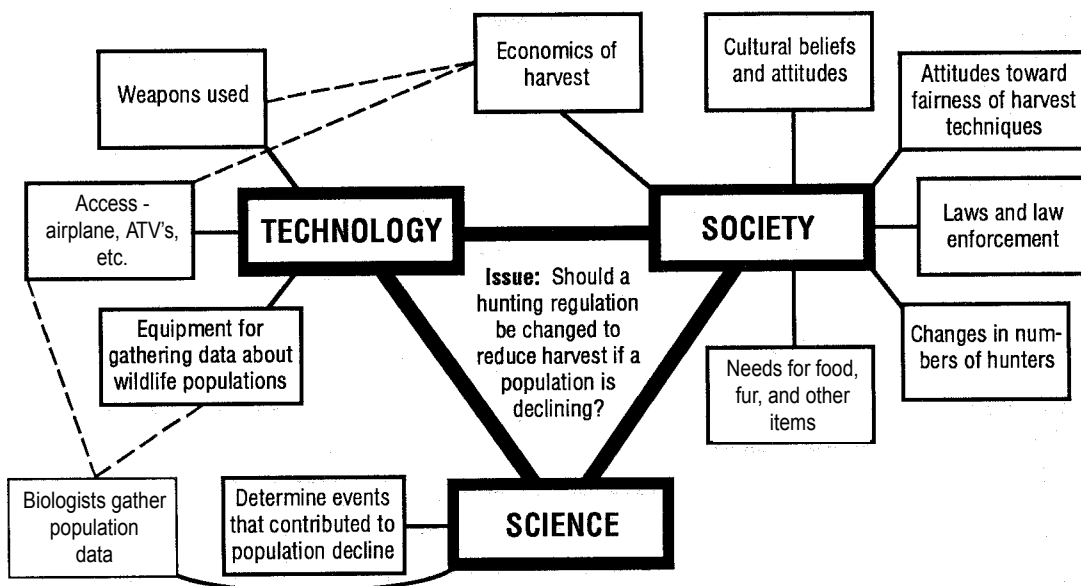 Economics of
harvest
Cultural beliefs
and attitudes
Attitudes toward
fairness of harvest
techniques
Weapons used
Access -
airplane, ATV's,
etc.
TECHNOLOGY
SOCIETY
Laws and law
enforcement
Issue: Should a
hunting regulation
be changed to
reduce harvest if a
population is
declining?
Equipment for
gathering data about
wildlife populations
Changes in num-
bers of hunters
Needs for food,
fur, and other
items
Biologists gather
population
data
Determine events
that contributed to
population decline
SCIENCE